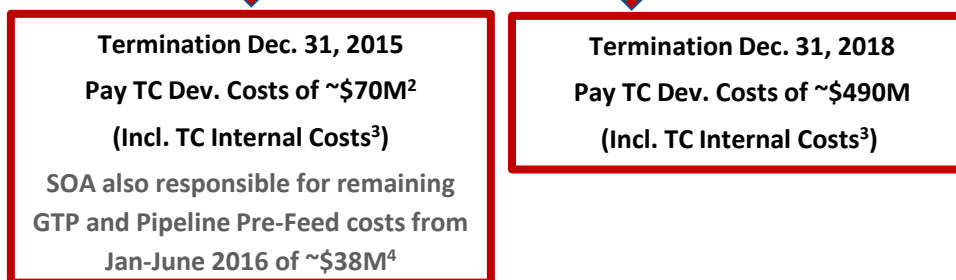 Termination Dec. 31, 2015
Pay TC Dev. Costs of ~$70M²
(Incl. TC Internal Costs³)
SOA also responsible for remaining
GTP and Pipeline Pre-Feed costs from
Jan-June 2016 of ~$38M⁴
Termination Dec. 31, 2018
Pay TC Dev. Costs of ~$490M
(Incl. TC Internal Costs³)